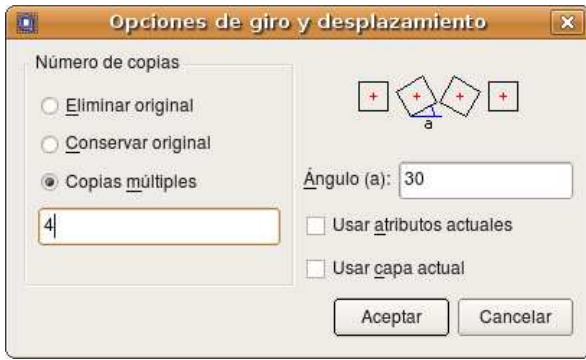 Opciones de giro y desplazamiento
Número de copias
Eliminar original
Conservar original
Copias múltiples
4
a
Ángulo (a): 30
Usar atributos actuales
Usar capa actual
Aceptar
Cancelar